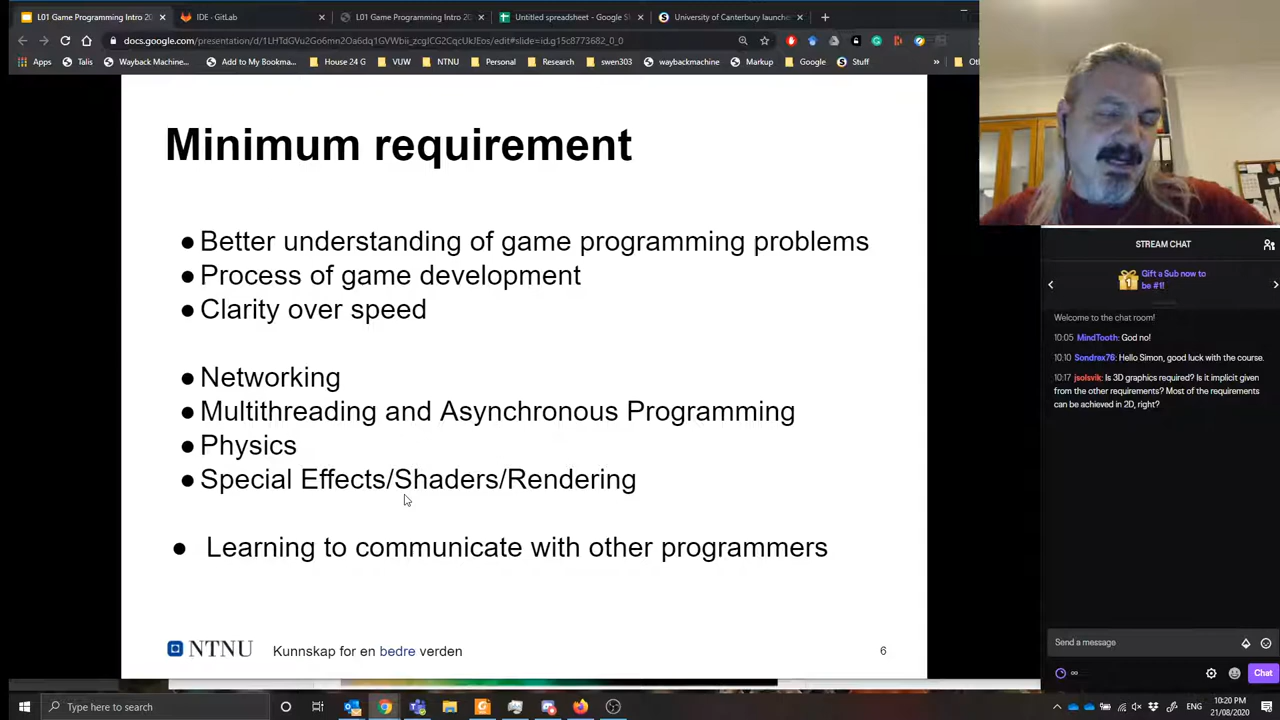 L01 Game Programming Intro 20
IDE · GitLab
L01 Game Programming Intro 20
Untitled spreadsheet - Google S
University of Canterbury launche
docs.google.com/presentation/d/
Apps
Talis
Wayback Machine...
Add to My Bookma...
House 24 G
VUW
NTNU
Personal
Research
swen303
waybackmachine
Markup
Google
Stuff
Minimum requirement
● Better understanding of game programming problems
● Process of game development
● Clarity over speed
● Networking
● Multithreading and Asynchronous Programming
● Physics
● Special Effects/Shaders/Rendering
● Learning to communicate with other programmers
NTNU
Kunnskap for en bedre verden
6
STREAM CHAT
Gift a Sub now to
be #1!
Welcome to the chat room!
10:05 MindTooth: God no!
10:10 Sondrex76: Hello Simon, good luck with the course.
10:17 jsolsvik: Is 3D graphics required? Is it implicit given
from the other requirements? Most of the requirements
can be achieved in 2D, right?
Send a message
Chat
Type here to search
ENG
10:20 PM
21/08/2020